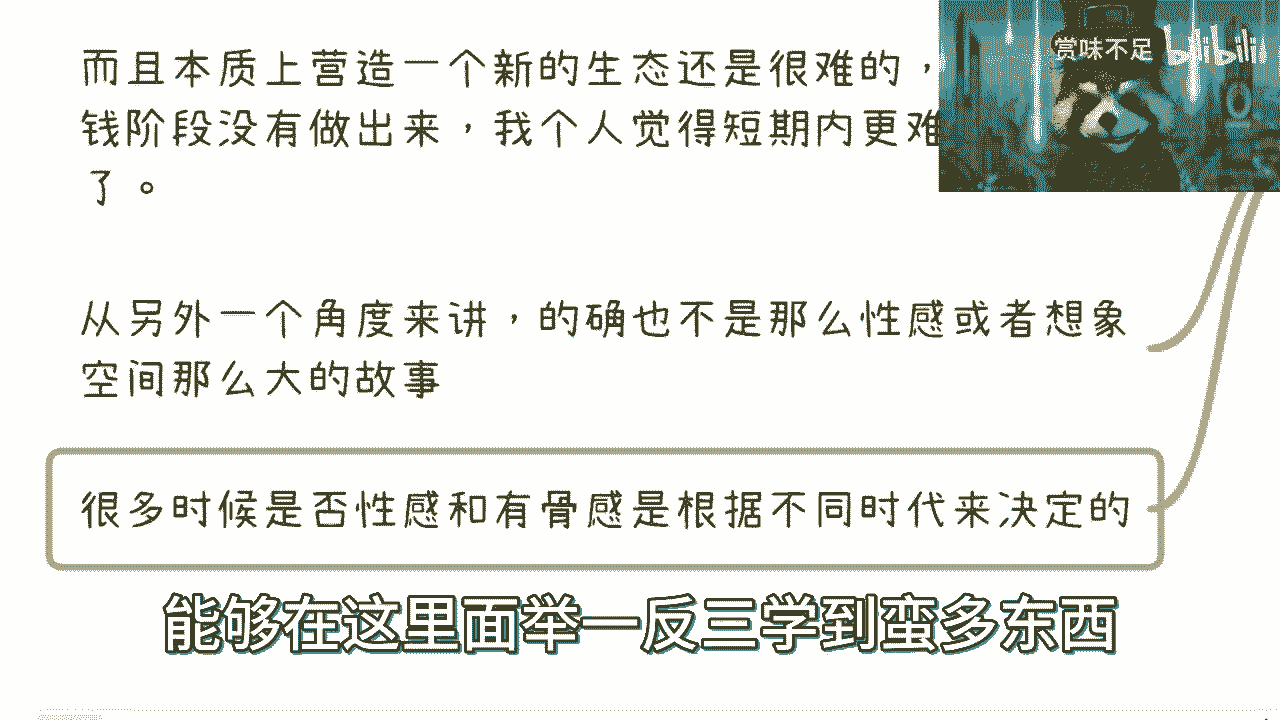 而且本质上营造一个新的生态还是很难的，
钱阶段没有做出来，我个人觉得短期内更难
了。
赏味不足 bilibili
从另外一个角度来讲，的确也不是那么性感或者想象
空间那么大的故事
很多时候是否性感和有骨感是根据不同时代来决定的
能够在这里面举一反三学到蛮多东西